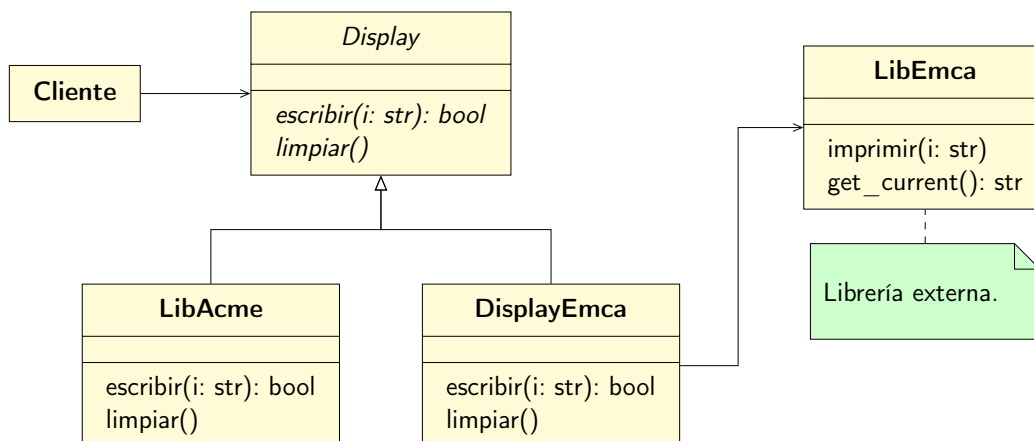 Display
escribir(i: str): bool
limpiar()
Cliente
LibEmca
imprimir(i: str)
get_current(): str
Librería externa.
LibAcme
escribir(i: str): bool
limpiar()
DisplayEmca
escribir(i: str): bool
limpiar()